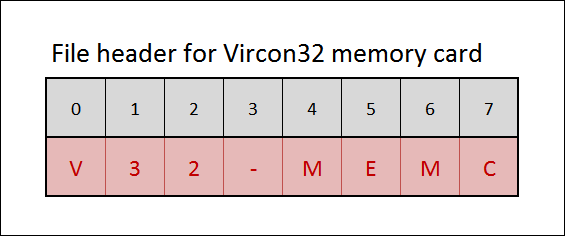 File header for Vircon32 memory card
0 1 2 3 4 5 6 7
V 3 2 - M E M C